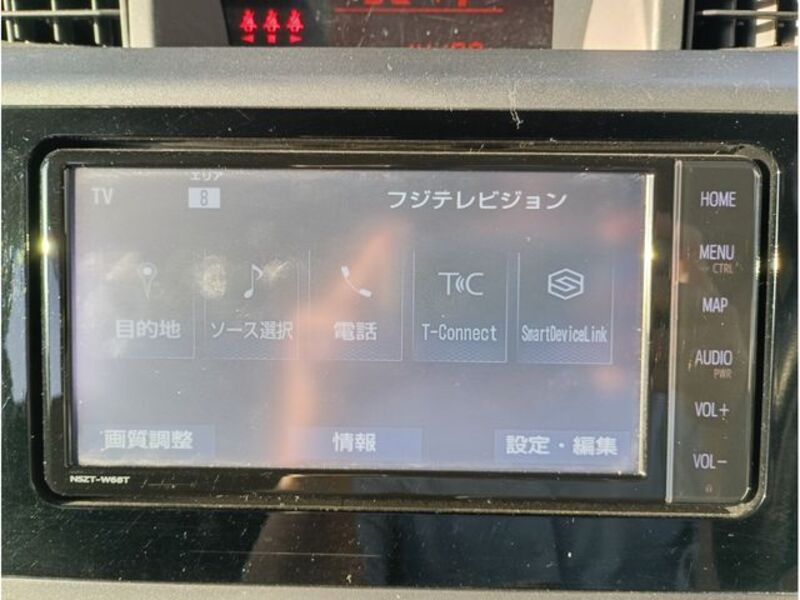 エリア
TV 8 フジテレビジョン
HOME
MENU
CTRL
MAP
AUDIO
PWR
VOL+
VOL-
T C
目的地 ソース選択 電話 T-Connect SmartDeviceLink
画質調整 情報 設定・編集
NSZT-W68T